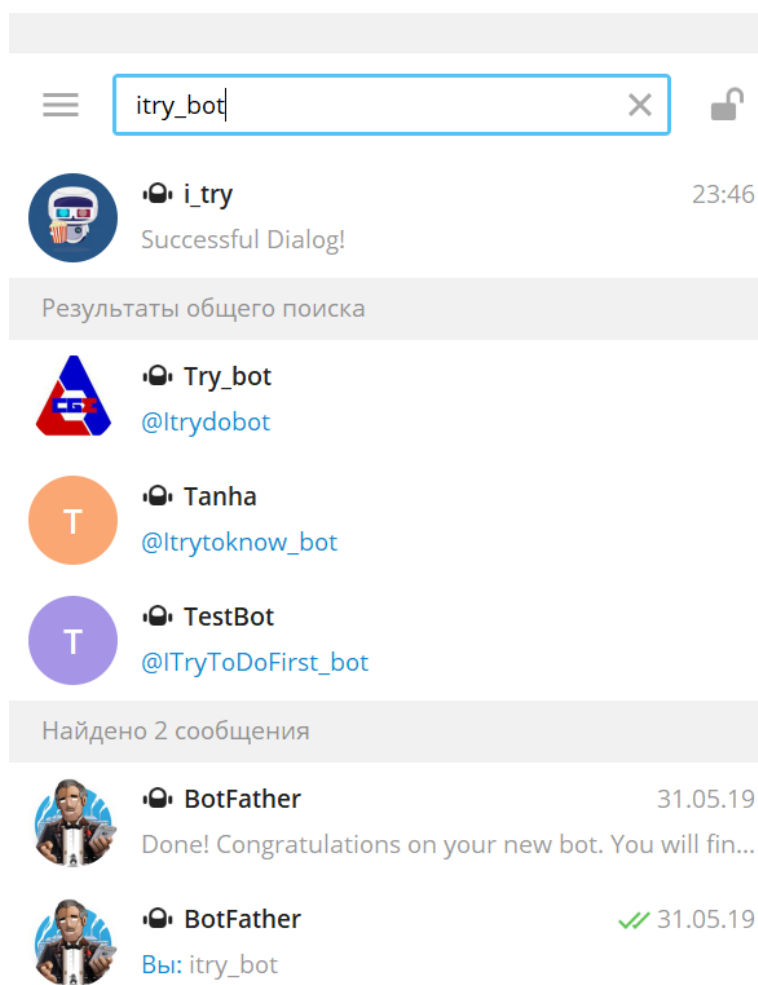 itry_bot
i_try 23:46
Successful Dialog!
Результаты общего поиска
CGE
Try_bot
@Itrydobot
T
Tanha
@Itrytoknow_bot
T
TestBot
@ITryToDoFirst_bot
Найдено 2 сообщения
BotFather 31.05.19
Done! Congratulations on your new bot. You will fin...
BotFather 31.05.19
Вы: itry_bot